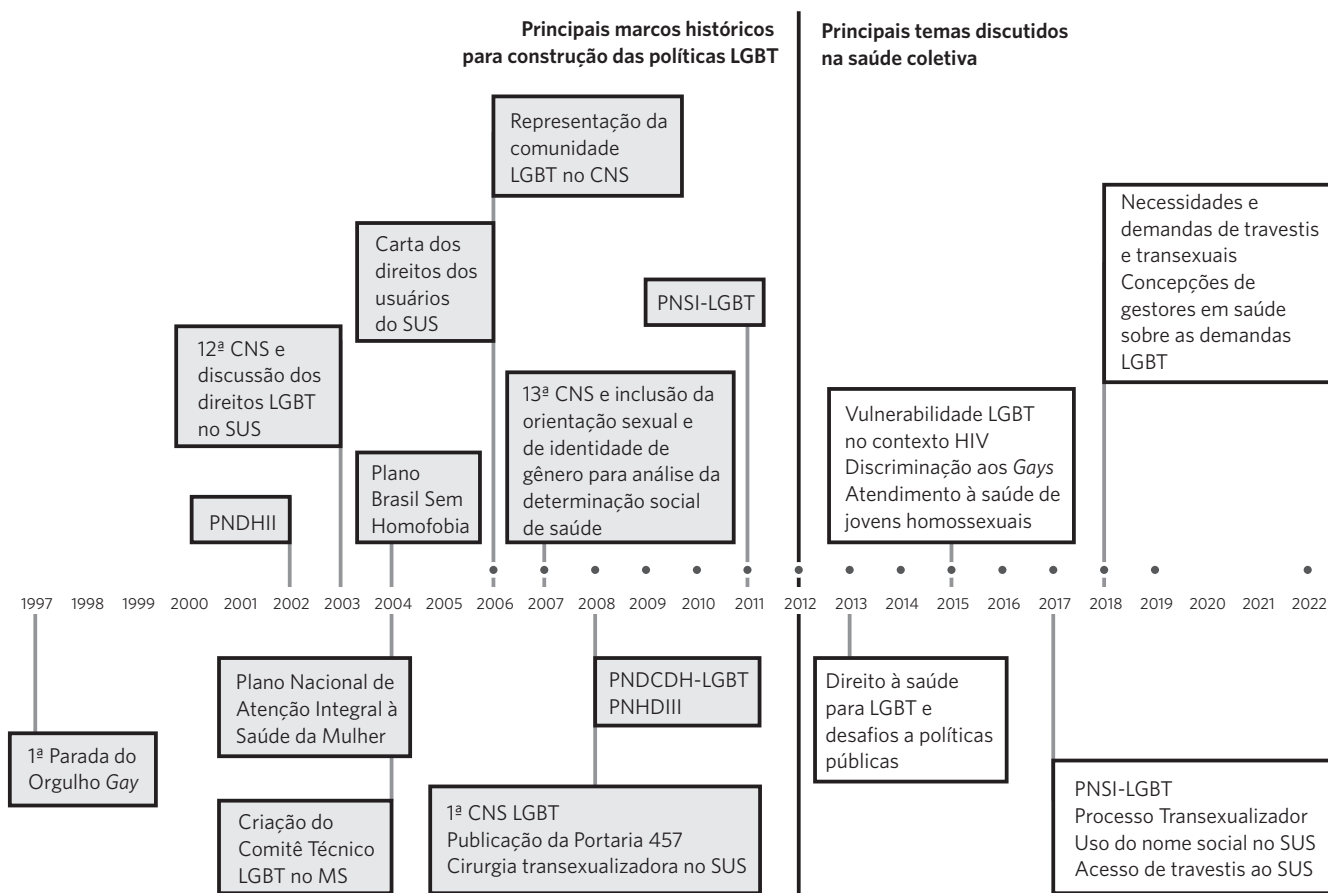 Principais marcos históricos
para construção das políticas LGBT
Principais temas discutidos
na saúde coletiva
Representação da
comunidade
LGBT no CNS
Carta dos
direitos dos
usuários
do SUS
PNSI-LGBT
12ª CNS e
discussão dos
direitos LGBT
no SUS
13ª CNS e inclusão da
orientação sexual e
de identidade de
gênero para análise da
determinação social
de saúde
Plano
Brasil Sem
Homofobia
PNDHII
Necessidades e
demandas de travestis
e transexuais
Concepções de
gestores em saúde
sobre as demandas
LGBT
Vulnerabilidade LGBT
no contexto HIV
Discriminação aos Gays
Atendimento à saúde de
jovens homossexuais
1997 1998 1999 2000 2001 2002 2003 2004 2005 2006 2007 2008 2009 2010 2011 2012 2013 2014 2015 2016 2017 2018 2019 2020 2021 2022
1ª Parada do
Orgulho Gay
Plano Nacional de
Atenção Integral à
Saúde da Mulher
Criação do
Comitê Técnico
LGBT no MS
PNDCDH-LGBT
PNHDIII
1ª CNS LGBT
Publicação da Portaria 457
Cirurgia transexualizadora no SUS
Direito à saúde
para LGBT e
desafios a políticas
públicas
PNSI-LGBT
Processo Transexualizador
Uso do nome social no SUS
Acesso de travestis ao SUS